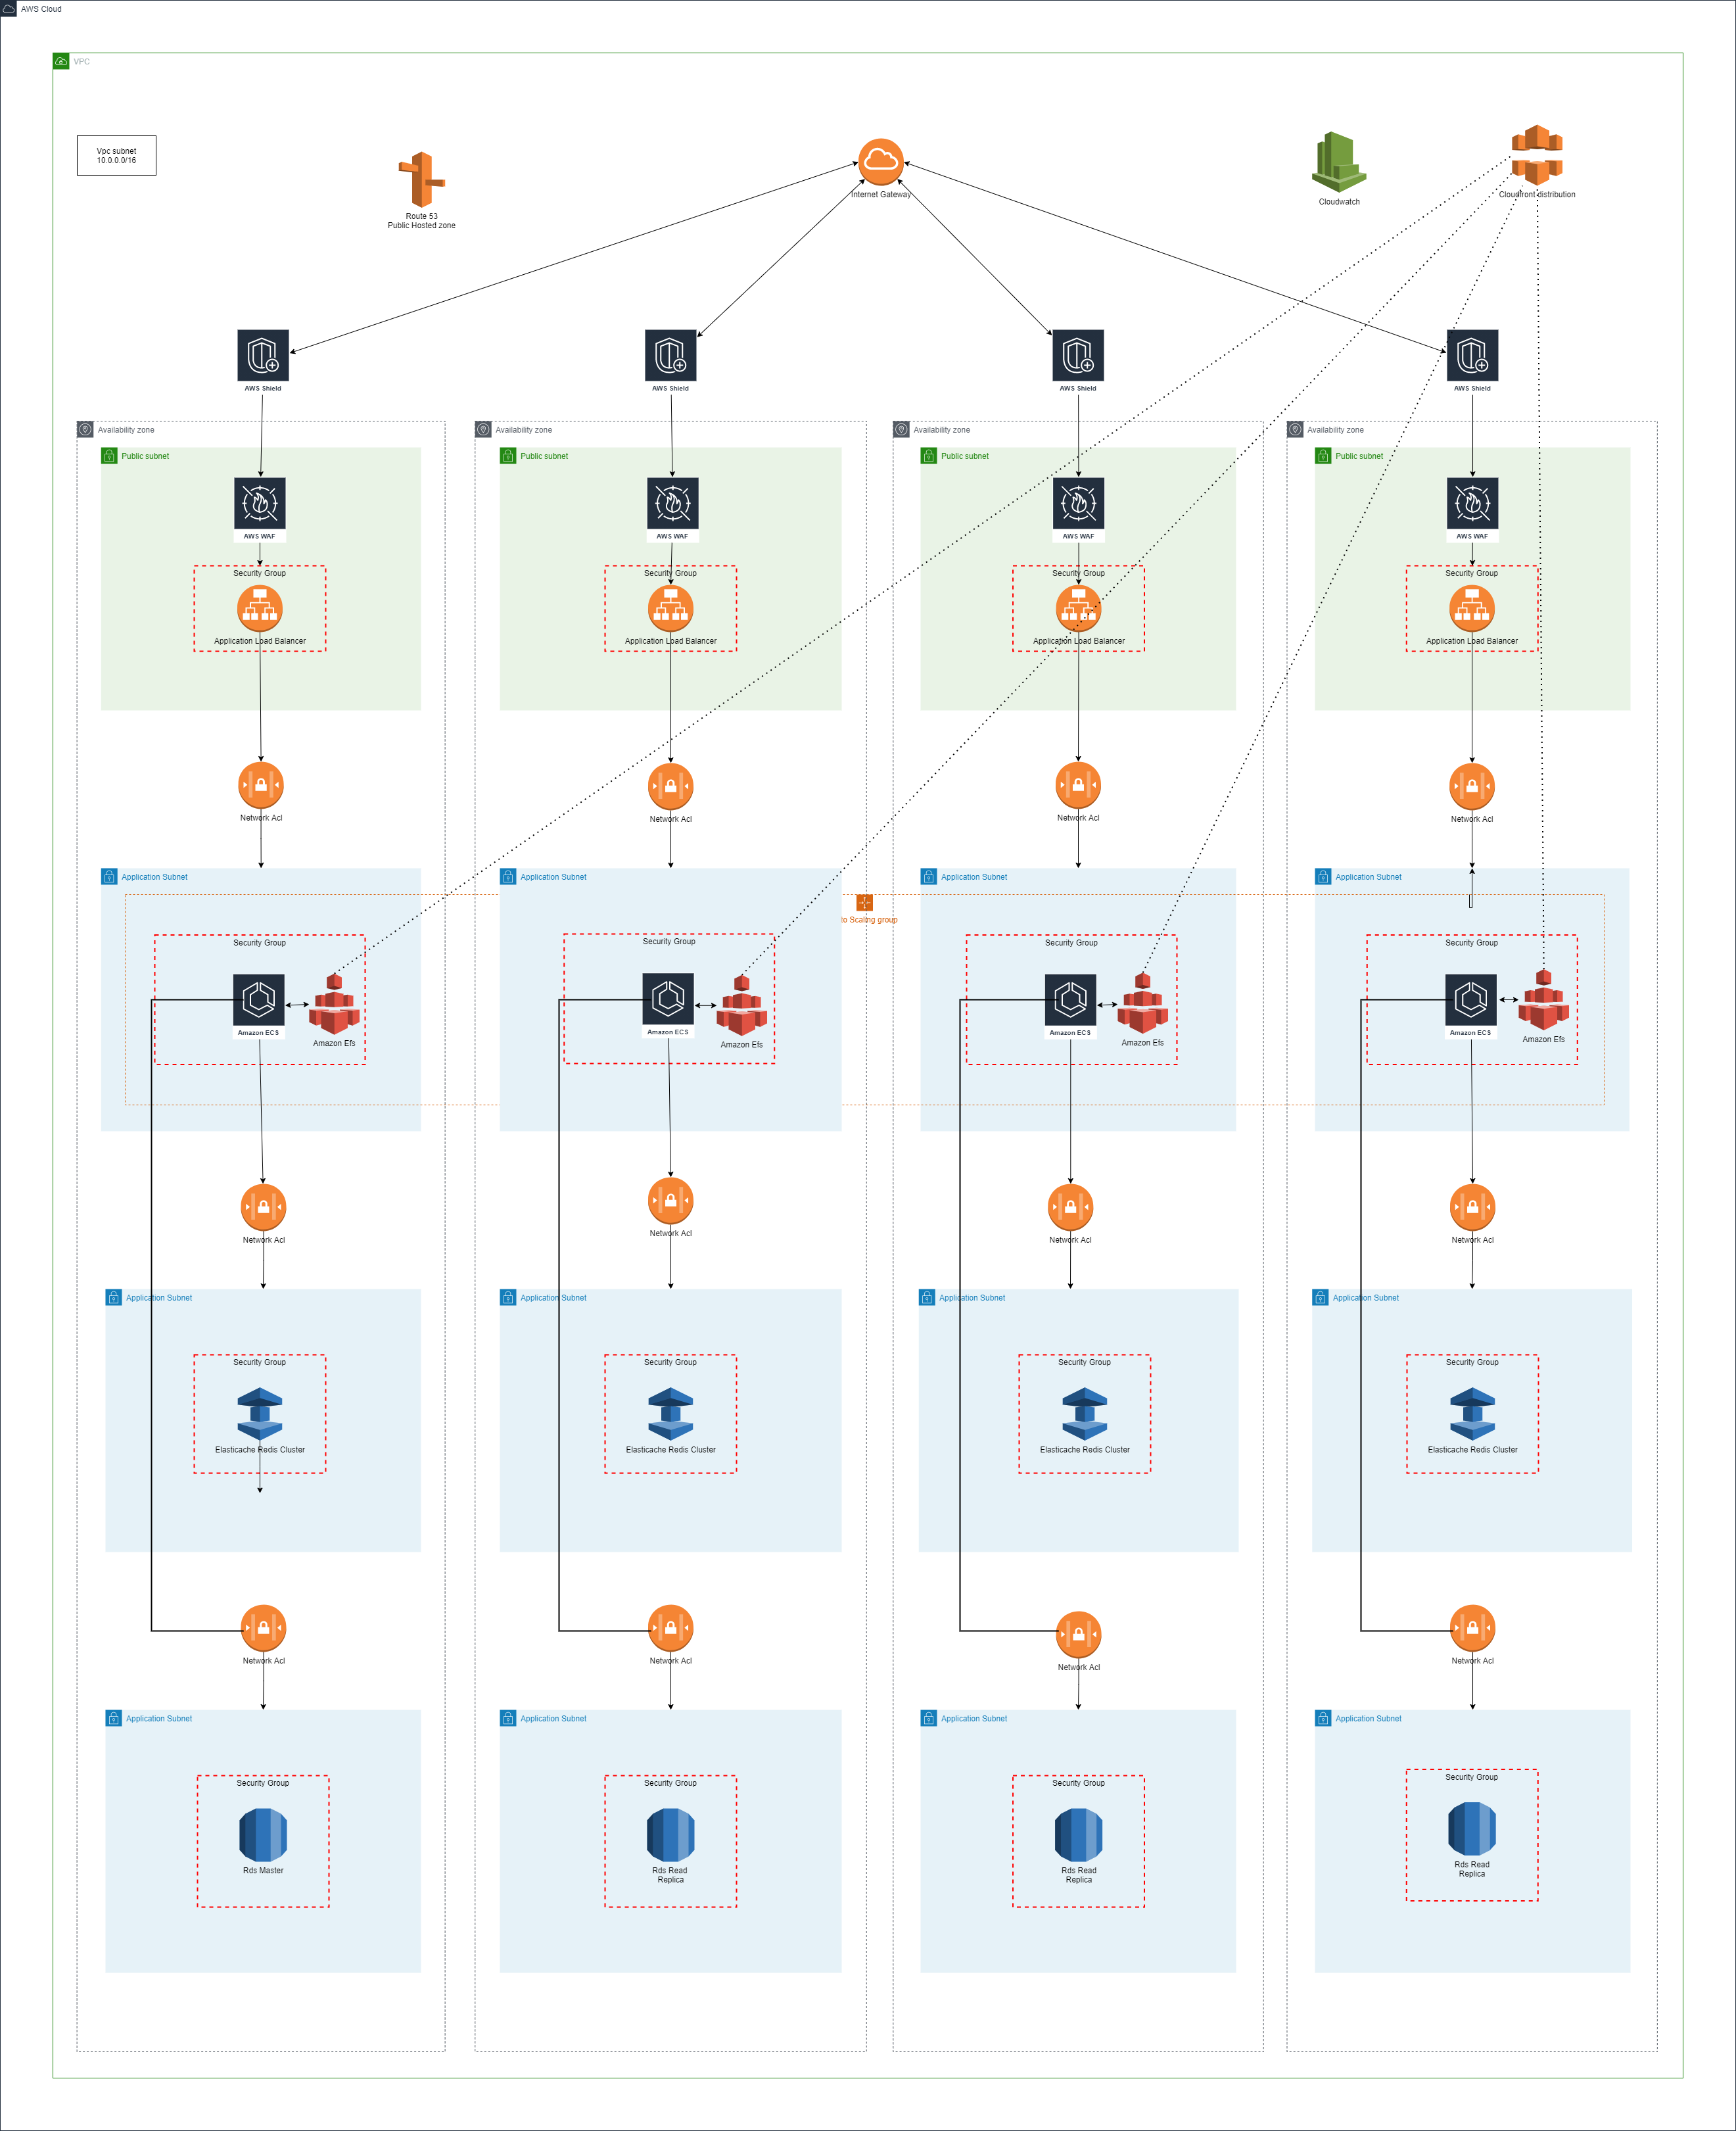 AWS Cloud
VPC
Vpc subnet
10.0.0.0/16
Route 53
Public Hosted zone
Internet Gateway
Cloudwatch
Cloudfront distribution
AWS Shield
AWS Shield
AWS Shield
AWS Shield
Availability zone
Availability zone
Availability zone
Availability zone
Public subnet
Public subnet
Public subnet
Public subnet
AWS WAF
AWS WAF
AWS WAF
AWS WAF
Security Group
Security Group
Security Group
Security Group
Application Load Balancer
Application Load Balancer
Application Load Balancer
Application Load Balancer
Network Acl
Network Acl
Network Acl
Network Acl
Application Subnet
Application Subnet
Application Subnet
Application Subnet
to Scaling group
Security Group
Security Group
Security Group
Security Group
Amazon ECS
Amazon Efs
Amazon ECS
Amazon Efs
Amazon ECS
Amazon Efs
Amazon ECS
Amazon Efs
Network Acl
Network Acl
Network Acl
Network Acl
Application Subnet
Application Subnet
Application Subnet
Application Subnet
Security Group
Security Group
Security Group
Security Group
Elasticache Redis Cluster
Elasticache Redis Cluster
Elasticache Redis Cluster
Elasticache Redis Cluster
Network Acl
Network Acl
Network Acl
Network Acl
Application Subnet
Application Subnet
Application Subnet
Application Subnet
Security Group
Security Group
Security Group
Security Group
Rds Master
Rds Read
Replica
Rds Read
Replica
Rds Read
Replica